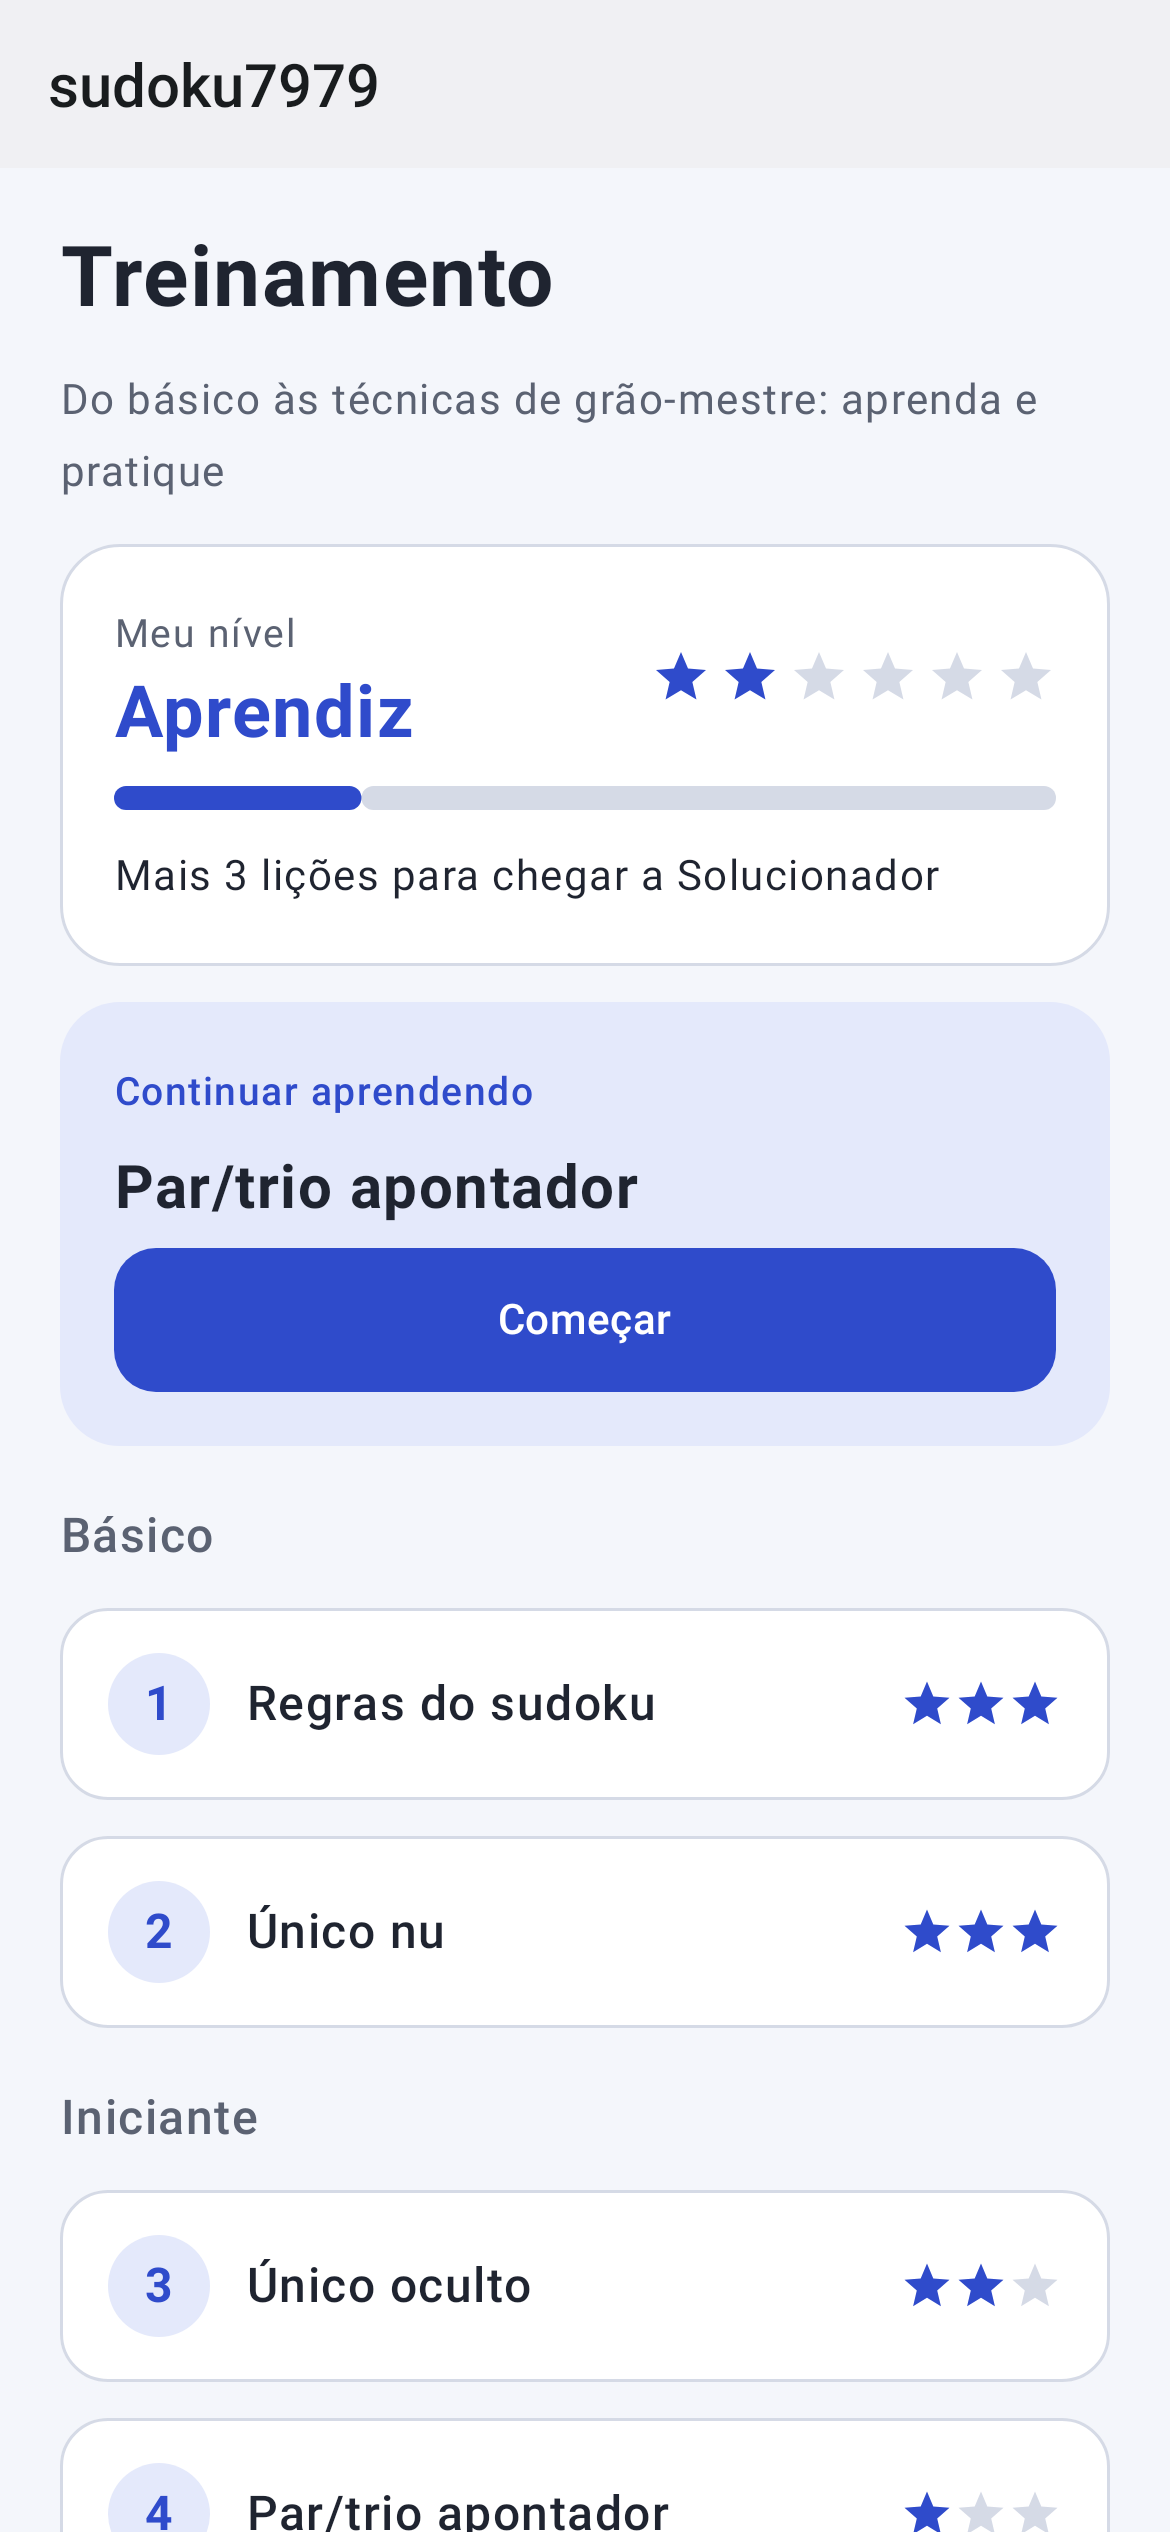 sudoku7979
Treinamento
Do básico às técnicas de grão-mestre: aprenda e
pratique
Meu nível
Aprendiz
Mais 3 lições para chegar a Solucionador
Continuar aprendendo
Par/trio apontador
Começar
Básico
1 Regras do sudoku
2 Único nu
Iniciante
3 Único oculto
4 Par/trio apontador